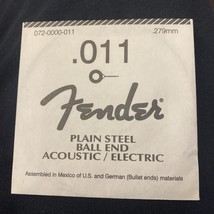 072-0000-011 .279mm
.011
Fender
PLAIN STEEL
BALL END
ACOUSTIC / ELECTRIC
Assembled in Mexico of U.S. and German (Bullet ends) materials